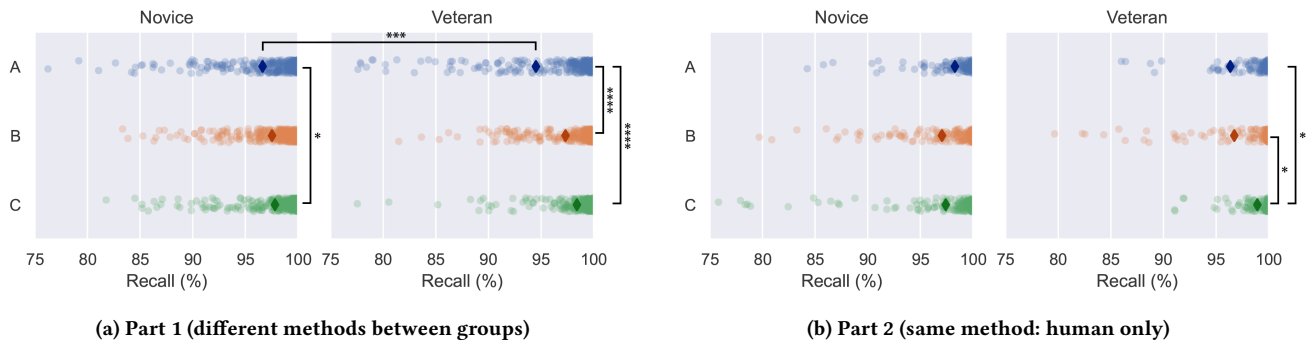 Novice Veteran Novice Veteran
***
A A
****
* **** *
B B
*
C C
75 80 85 90 95 100 75 80 85 90 95 100 75 80 85 90 95 100 75 80 85 90 95 100
Recall (%) Recall (%) Recall (%) Recall (%)
(a) Part 1 (different methods between groups) (b) Part 2 (same method: human only)